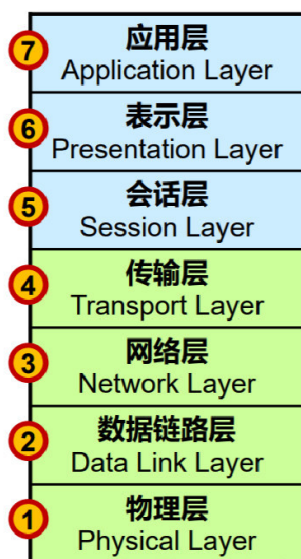 7
应用层
Application Layer
6
表示层
Presentation Layer
5
会话层
Session Layer
4
传输层
Transport Layer
3
网络层
Network Layer
2
数据链路层
Data Link Layer
1
物理层
Physical Layer